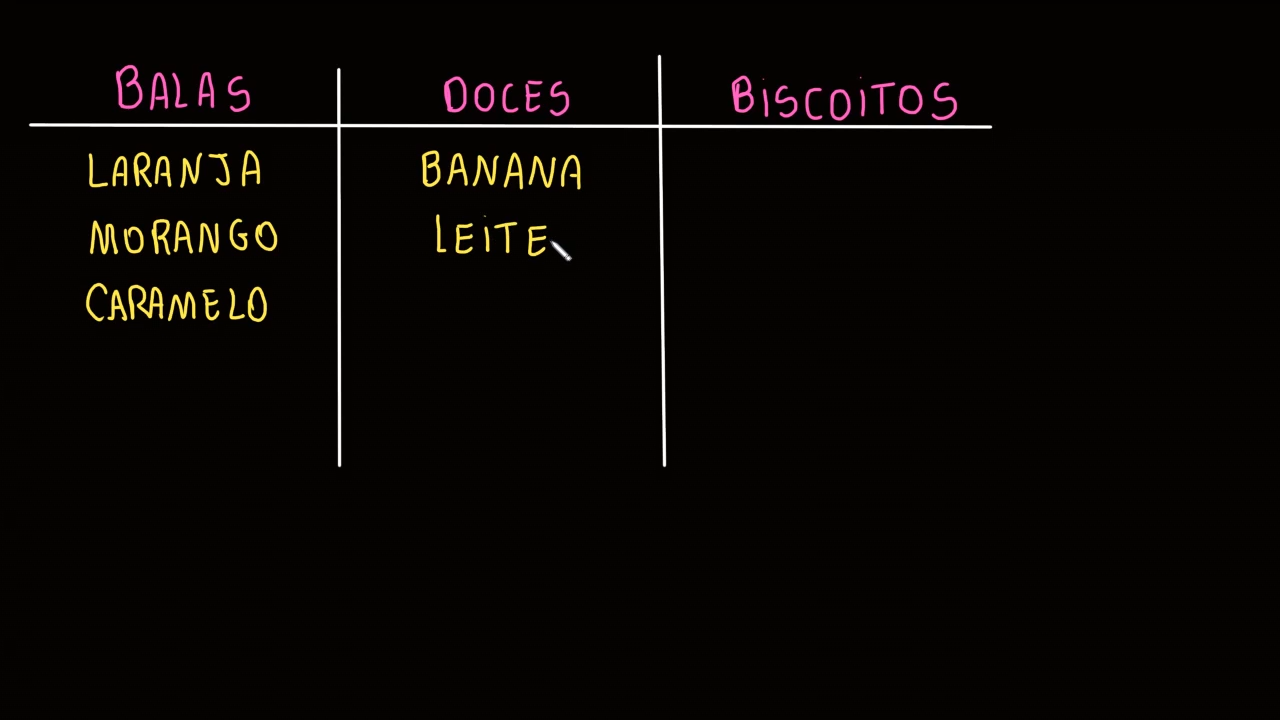 BALAS DOCES BISCOITOS
LARANJA BANANA
MORANGO LEITE
CARAMELO